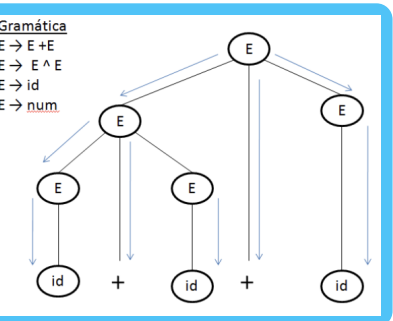 Gramática
E → E +E
E → E ^ E
E → id
E → num
E
E
E
E
E
id
+
id
+
id